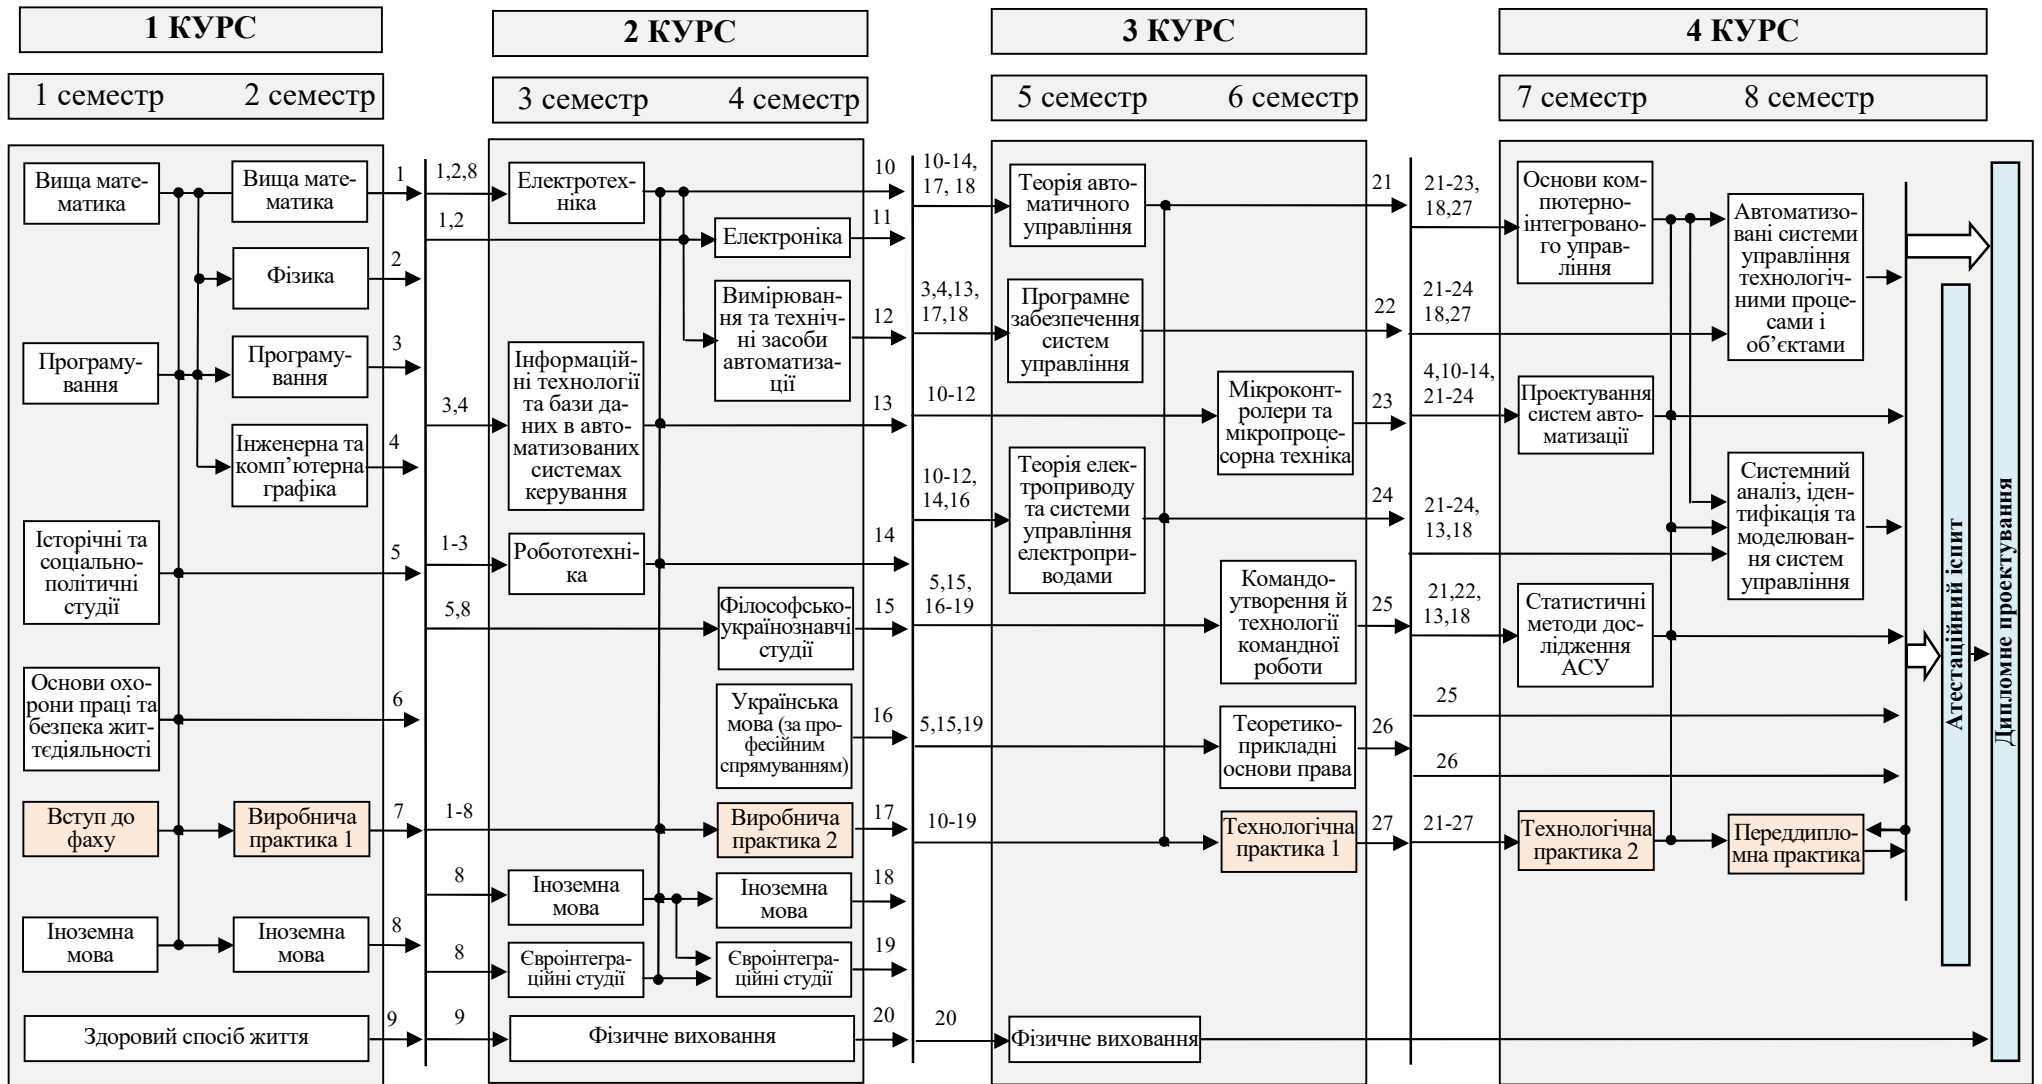 1 КУРС
2 КУРС
3 КУРС
4 КУРС
1 семестр
2 семестр
3 семестр
4 семестр
5 семестр
6 семестр
7 семестр
8 семестр
Вища мате-
матика
Вища мате-
матика
1
Фізика
2
Програму-
вання
Програму-
вання
3
Інженерна та
комп’ютерна
графіка
4
Історічні та
соціально-
політичні
студії
5
Основи охо-
рони праці та
безпека жит-
тєдіяльності
6
Вступ до
фаху
Виробнича
практика 1
7
Іноземна
мова
Іноземна
мова
8
Здоровий спосіб життя
9
1,2,8
Електротех-
ніка
10
1,2
Електроніка
11
Вимірюван-
ня та техніч-
ні засоби
автоматиза-
ції
12
3,4
Інформацій-
ні технології
та бази да-
них в авто-
матизованих
системах
керування
13
1-3
Робототехні-
ка
14
5,8
Філософсько-
українознавчі
студії
15
Українська
мова (за про-
фесійним
спрямуванням)
16
1-8
Виробнича
практика 2
17
8
Іноземна
мова
Іноземна
мова
18
8
Євроінтегра-
ційні студії
Євроінтегра-
ційні студії
19
9
Фізичне виховання
20
10-14,
17, 18
Теорія авто-
матичного
управління
21
3,4,13,
17,18
Програмне
забезпечення
систем
управління
22
10-12
Мікроконт-
ролери та
мікропроце-
сорна техніка
23
10-12,
14,16
Теорія елек-
троприводу
та системи
управління
електропри-
водами
24
5,15,
16-19
Командо-
утворення й
технології
командної
роботи
25
5,15,19
Теоретико-
прикладні
основи права
26
10-19
Технологічна
практика 1
27
20
Фізичне виховання
21-23,
18,27
Основи ком-
пютерно-
інтегровано-
го управ-
ління
Автоматизо-
вані системи
управління
технологіч-
ними проце-
сами і
об’єктами
21-24
18,27
4,10-14,
21-24
Проектування
систем авто-
матизації
21-24,
13,18
Системний
аналіз, іден-
тифікація та
моделюван-
ня систем
управління
21,22,
13,18
Статистичні
методи дос-
лідження
АСУ
25
26
21-27
Технологічна
практика 2
Переддипло-
мна практика
Атестаційний іспит
Дипломне проектування